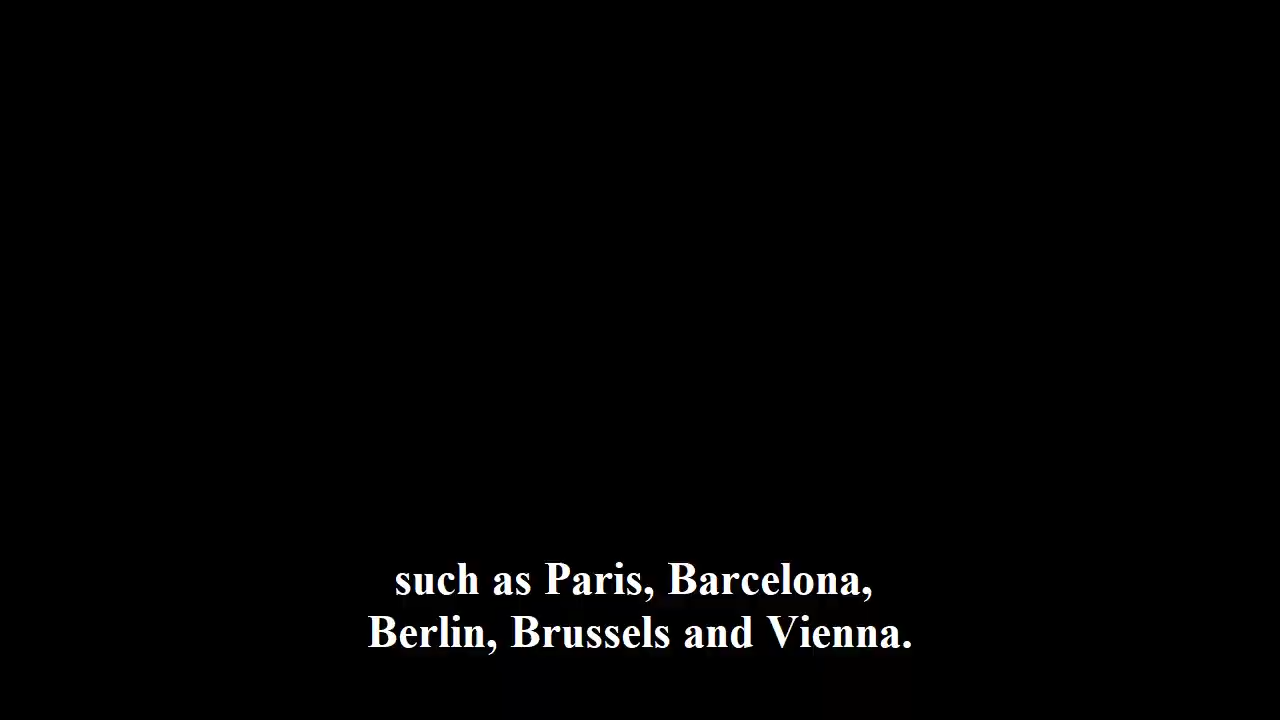 such as Paris, Barcelona,
Berlin, Brussels and Vienna.